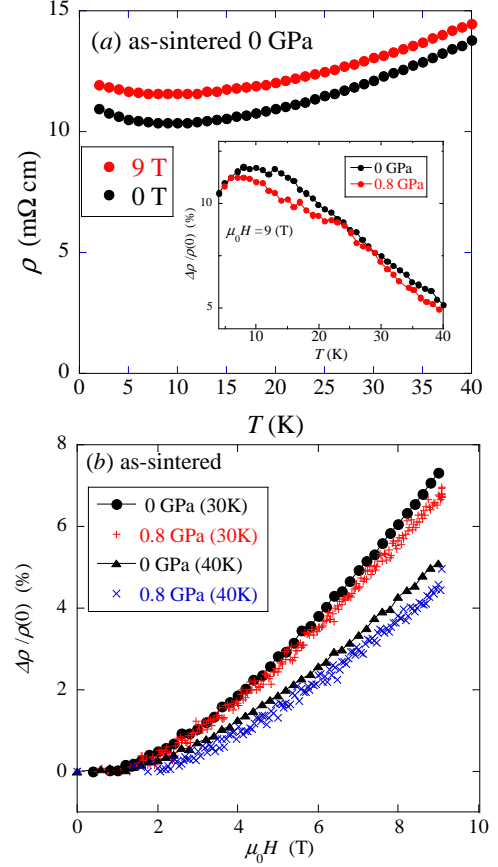 (a) as-sintered 0 GPa
15
10
5
0
ρ (mΩ cm)
9 T
0 T
0 GPa
0.8 GPa
11
5
Δρ /ρ(0) (%)
μ₀H =9 (T)
10 20 30 40
T (K)
0 5 10 15 20 25 30 35 40
T (K)
(b) as-sintered
8
6
4
2
0
Δρ /ρ(0) (%)
0 GPa (30K)
0.8 GPa (30K)
0 GPa (40K)
0.8 GPa (40K)
0 2 4 6 8 10
μ₀H (T)